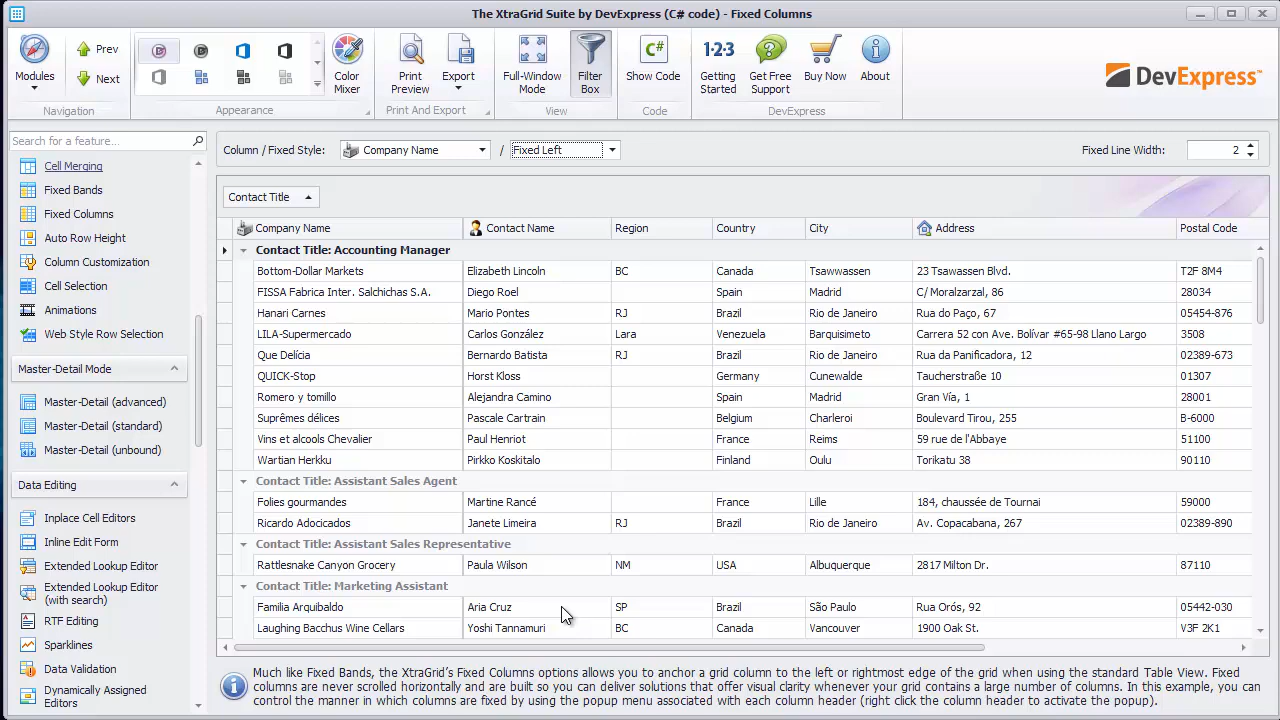 The XtraGrid Suite by DevExpress (C# code) - Fixed Columns
Modules
Prev
Next
Navigation
Color Mixer
Appearance
Print Preview
Export
Print And Export
Full-Window Mode
Filter Box
View
C#
Show Code
Code
1·2·3
Getting Started
Get Free Support
Buy Now
About
DevExpress
DevExpress™
Search for a feature...
Column / Fixed Style:
Company Name
/
Fixed Left
Fixed Line Width:
2
Cell Merging
Fixed Bands
Fixed Columns
Auto Row Height
Column Customization
Cell Selection
Animations
Web Style Row Selection
Master-Detail Mode
Master-Detail (advanced)
Master-Detail (standard)
Master-Detail (unbound)
Data Editing
Inplace Cell Editors
Inline Edit Form
Extended Lookup Editor
Extended Lookup Editor
(with search)
RTF Editing
Sparklines
Data Validation
Dynamically Assigned
Editors
Contact Title
Company Name Contact Name Region Country City Address Postal Code
Contact Title: Accounting Manager
Bottom-Dollar Markets Elizabeth Lincoln BC Canada Tsawwassen 23 Tsawassen Blvd. T2F 8M4
FISSA Fabrica Inter. Salchichas S.A. Diego Roel Spain Madrid C/ Moralzarzal, 86 28034
Hanari Carnes Mario Pontes RJ Brazil Rio de Janeiro Rua do Paço, 67 05454-876
LILA-Supermercado Carlos González Lara Venezuela Barquisimeto Carrera 52 con Ave. Bolívar #65-98 Llano Largo 3508
Que Delícia Bernardo Batista RJ Brazil Rio de Janeiro Rua da Panificadora, 12 02389-673
QUICK-Stop Horst Kloss Germany Cunewalde Taucherstraße 10 01307
Romero y tomillo Alejandra Camino Spain Madrid Gran Vía, 1 28001
Suprêmes délices Pascale Cartrain Belgium Charleroi Boulevard Tirou, 255 B-6000
Vins et alcools Chevalier Paul Henriot France Reims 59 rue de l'Abbaye 51100
Wartian Herkku Pirkko Koskitalo Finland Oulu Torikatu 38 90110
Contact Title: Assistant Sales Agent
Folies gourmandes Martine Rancé France Lille 184, chaussée de Tournai 59000
Ricardo Adocicados Janete Limeira RJ Brazil Rio de Janeiro Av. Copacabana, 267 02389-890
Contact Title: Assistant Sales Representative
Rattlesnake Canyon Grocery Paula Wilson NM USA Albuquerque 2817 Milton Dr. 87110
Contact Title: Marketing Assistant
Familia Arquibaldo Aria Cruz SP Brazil São Paulo Rua Orós, 92 05442-030
Laughing Bacchus Wine Cellars Yoshi Tannamuri BC Canada Vancouver 1900 Oak St. V3F 2K1
Much like Fixed Bands, the XtraGrid's Fixed Columns options allows you to anchor a grid column to the left or rightmost edge of the grid when using the standard Table View. Fixed
columns are never scrolled horizontally and are built so you can deliver solutions that offer visual clarity whenever your grid contains a large number of columns. In this example, you can
control the manner in which columns are fixed by using the popup menu associated with each column header (right click the column header to activate the popup).